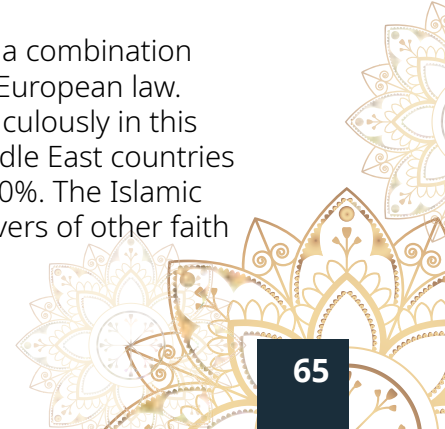 a combination
European law.
culously in this
dle East countries
0%. The Islamic
vers of other faith
65